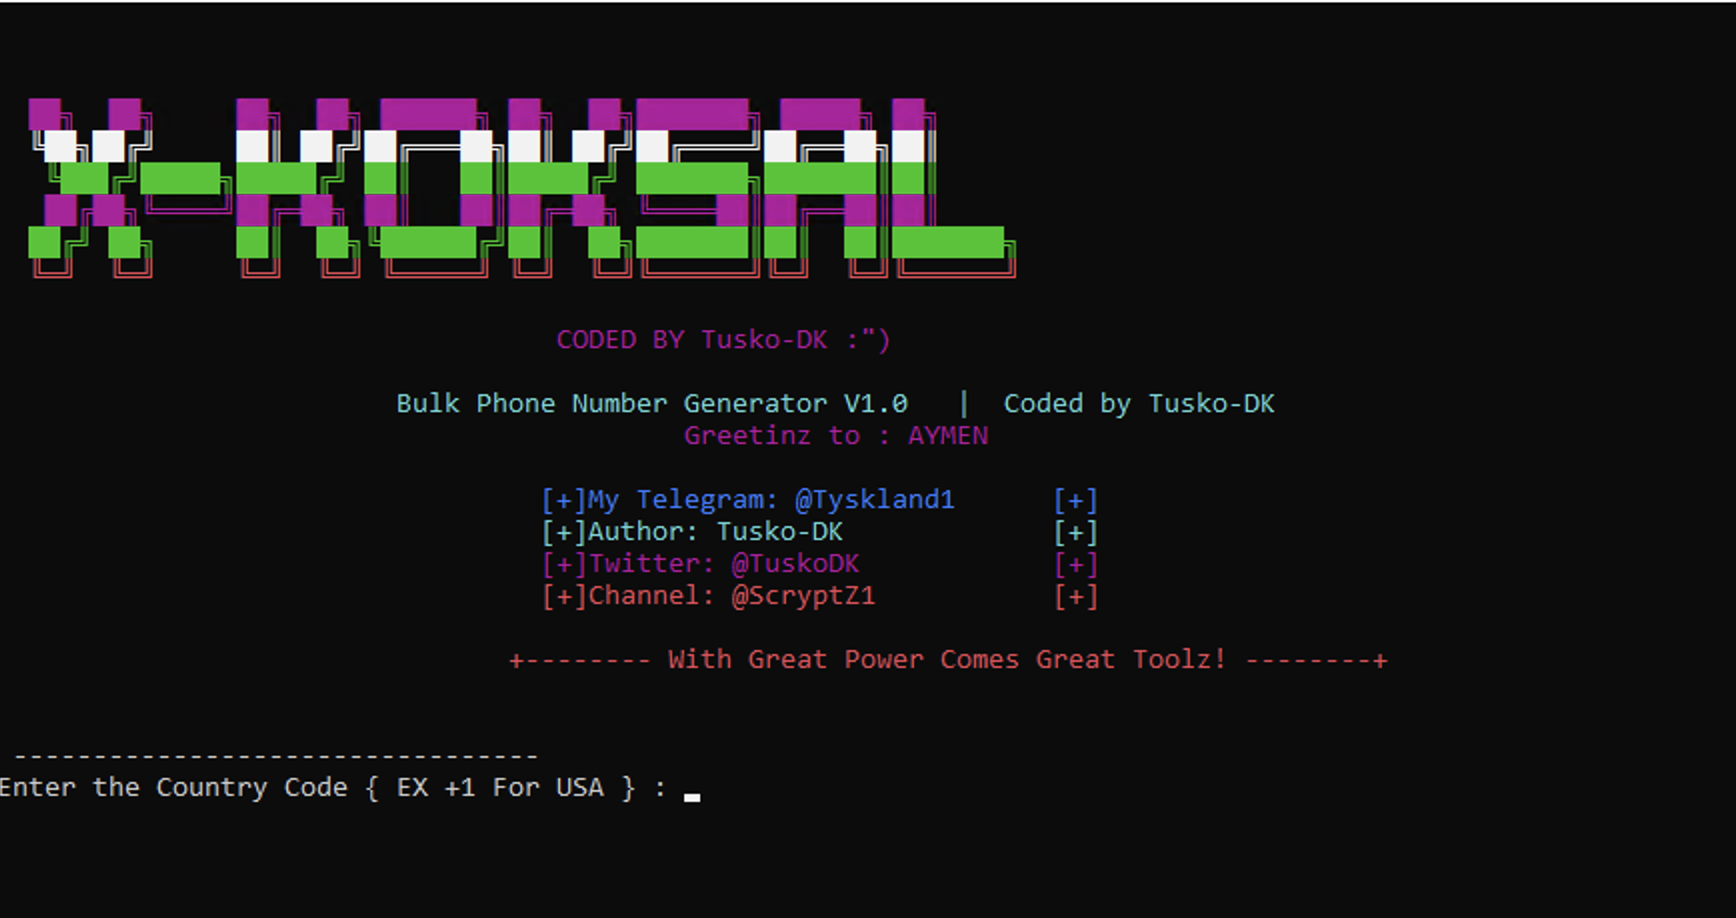 X-KOKSAL
CODED BY Tusko-DK :")
Bulk Phone Number Generator V1.0 | Coded by Tusko-DK
Greetinz to : AYMEN
[+]My Telegram: @Tyskland1 [+]
[+]Author: Tusko-DK [+]
[+]Twitter: @TuskoDK [+]
[+]Channel: @ScryptZ1 [+]
+-------- With Great Power Comes Great Toolz! --------+
---------------------------------
Enter the Country Code { EX +1 For USA } :